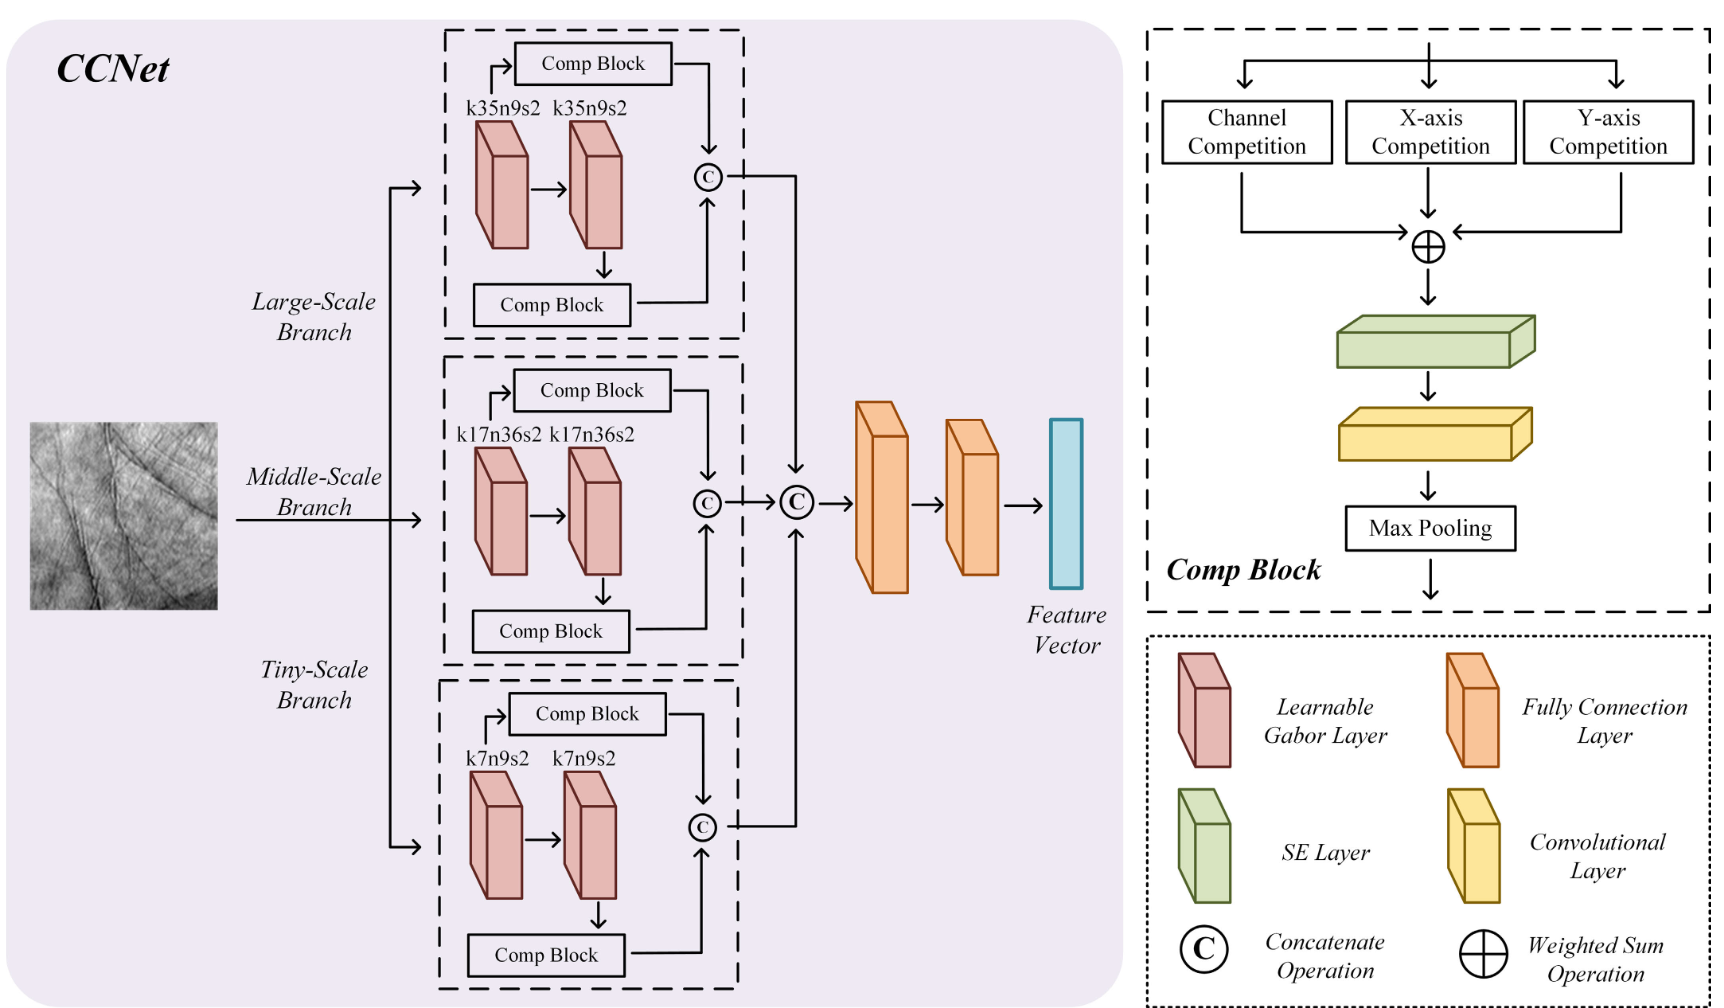 CCNet
Large-Scale
Branch
Middle-Scale
Branch
Tiny-Scale
Branch
Comp Block
k35n9s2 k35n9s2
C
Comp Block
Comp Block
k17n36s2 k17n36s2
C
Comp Block
Comp Block
k7n9s2 k7n9s2
C
Comp Block
C
Feature
Vector
Channel
Competition
X-axis
Competition
Y-axis
Competition
Max Pooling
Comp Block
Learnable
Gabor Layer
Fully Connection
Layer
SE Layer
Convolutional
Layer
C
Concatenate
Operation
Weighted Sum
Operation